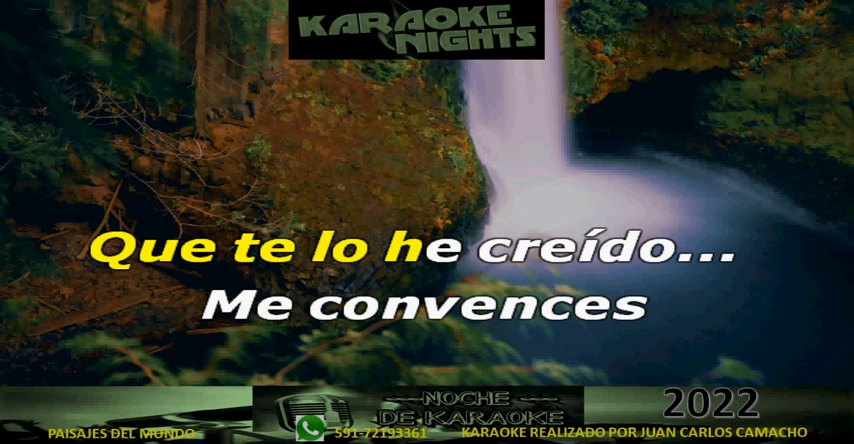 KARAOKE
NIGHTS
Que te lo he creído...
Me convences
NOCHE
DE KARAOKE
2022
PAISAJES DEL MUNDO
591-72193361
KARAOKE REALIZADO POR JUAN CARLOS CAMACHO